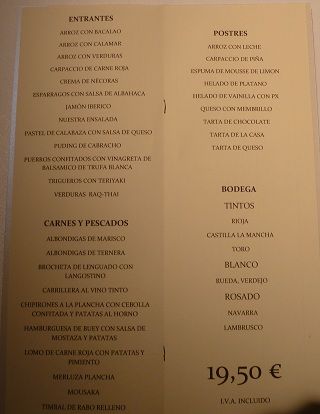 ENTRANTES
ARROZ CON BACALAO
ARROZ CON CALAMAR
ARROZ CON VERDURAS
CARPACCIO DE CARNE ROJA
CREMA DE NÉCORAS
ESPARRAGOS CON SALSA DE ALBAHACA
JAMÓN IBERICO
NUESTRA ENSALADA
PASTEL DE CALABAZA CON SALSA DE QUESO
PUDING DE CABRACHO
PUERROS CONFITADOS CON VINAGRETA DE
BALSAMICO DE TRUFA BLANCA
TRIGUEROS CON TERIYAKI
VERDURAS RAQ-THAI
CARNES Y PESCADOS
ALBONDIGAS DE MARISCO
ALBONDIGAS DE TERNERA
BROCHETA DE LENGUADO CON
LANGOSTINO
CARRILLERA AL VINO TINTO
CHIPIRONES A LA PLANCHA CON CEBOLLA
CONFITADA Y PATATAS AL HORNO
HAMBURGUESA DE BUEY CON SALSA DE
MOSTAZA Y PATATAS
LOMO DE CARNE ROJA CON PATATAS Y
PIMIENTO
MERLUZA PLANCHA
MOUSAKA
TIMBAL DE RABO RELLENO
POSTRES
ARROZ CON LECHE
CARPACCIO DE PIÑA
ESPUMA DE MOUSSE DE LIMON
HELADO DE PLATANO
HELADO DE VAINILLA CON PX
QUESO CON MEMBRILLO
TARTA DE CHOCOLATE
TARTA DE LA CASA
TARTA DE QUESO
BODEGA
TINTOS
RIOJA
CASTILLA LA MANCHA
TORO
BLANCO
RUEDA, VERDEJO
ROSADO
NAVARRA
LAMBRUSCO
19,50 €
I.V.A. INCLUIDO